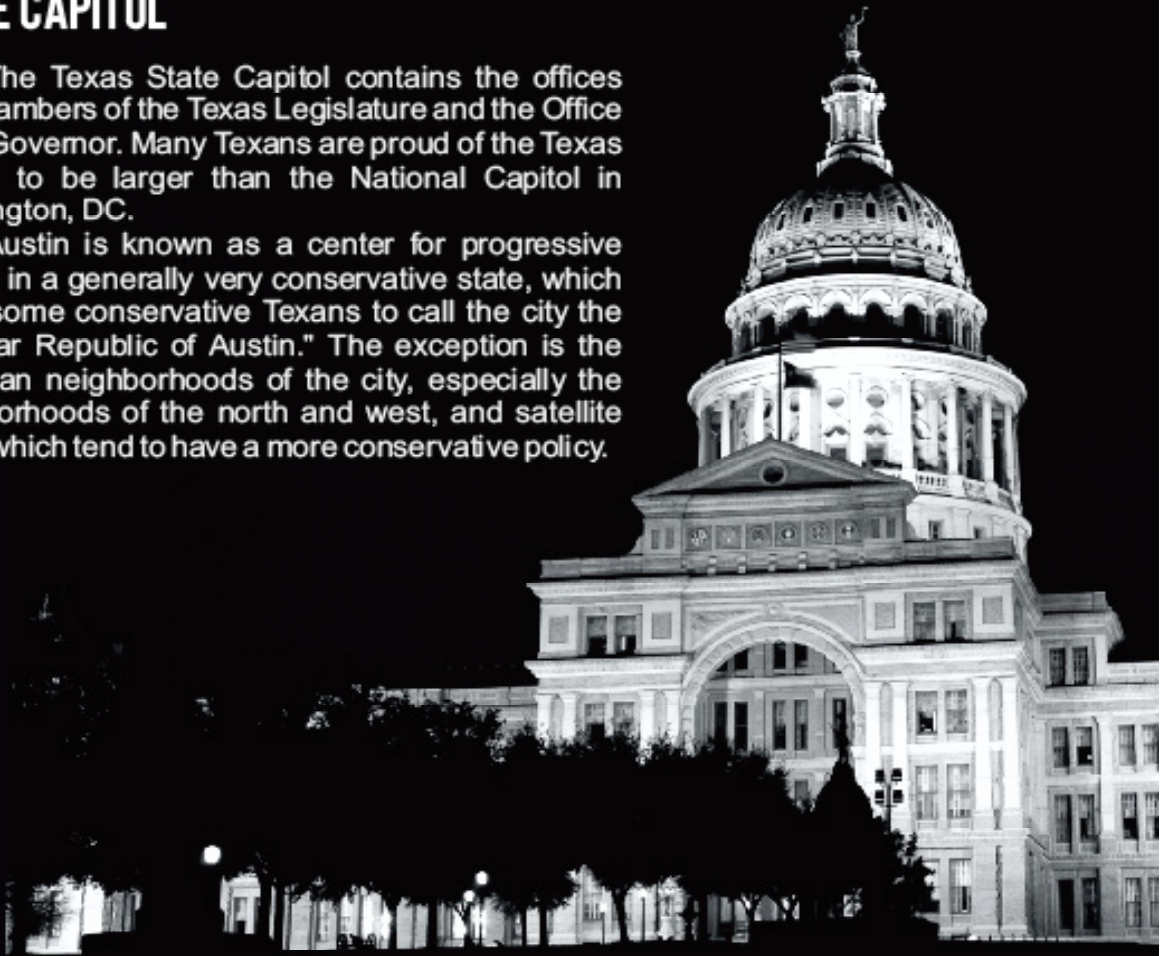 E CAPITOL
The Texas State Capitol contains the offices
ambers of the Texas Legislature and the Office
Governor. Many Texans are proud of the Texas
to be larger than the National Capitol in
ngton, DC.
Austin is known as a center for progressive
in a generally very conservative state, which
some conservative Texans to call the city the
ar Republic of Austin." The exception is the
an neighborhoods of the city, especially the
orhoods of the north and west, and satellite
which tend to have a more conservative policy.